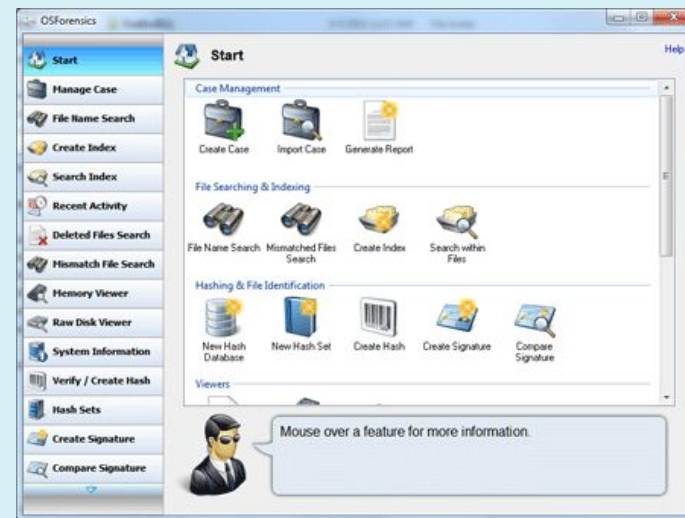 OSForensics
Start
Manage Case
File Name Search
Create Index
Search Index
Recent Activity
Deleted Files Search
Mismatch File Search
Memory Viewer
Raw Disk Viewer
System Information
Verify / Create Hash
Hash Sets
Create Signature
Compare Signature
Start
Help
Case Management
Create Case
Import Case
Generate Report
File Searching & Indexing
File Name Search
Mismatched Files
Search
Create Index
Search within
Files
Hashing & File Identification
New Hash
Database
New Hash Set
Create Hash
Create Signature
Compare
Signature
Viewers
Mouse over a feature for more information.